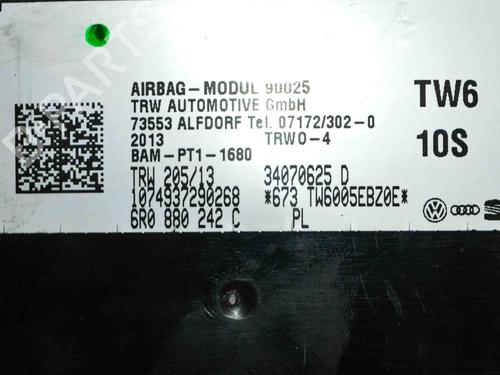 AIRBAG-MODUL 90025
TRW AUTOMOTIVE GmbH
73553 ALFDORF Tel. 07172/302-0
2013 TRWO-4
BAM-PT1-1680
TRW 205/13 34070625 D
1074937290268 *673 TW6005EBZ0E*
6R0 880 242 C PL
TW6
10S